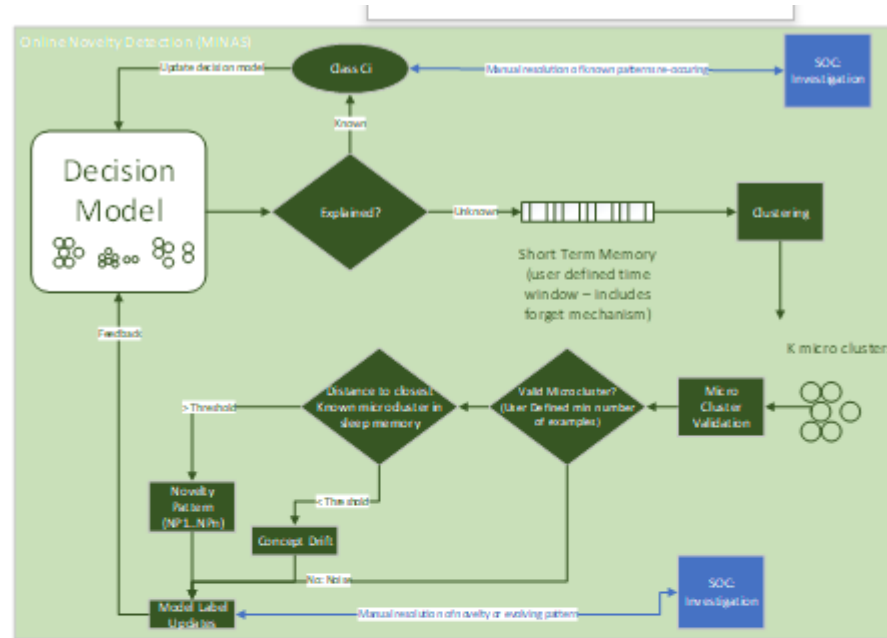 Online Novelty Detection (MINAS)
Update decision model
Class Ci
Manual resolution of known patterns re-occuring
SOC:
Investigation
Known
Decision
Model
Explained?
Unknown
Clustering
Short Term Memory
(user defined time
window – includes
forget mechanism)
Feedback
K micro cluster
Distance to closest
Known microcluster in
sleep memory
Valid Microcluster?
(User Defined min number
of examples)
Micro
Cluster
Validation
> Threshold
< Threshold
Novelty
Pattern
(NP1...NPn)
Concept Drift
No: Noise
SOC:
Investigation
Model Label
Updates
Manual resolution of novelty or evolving pattern